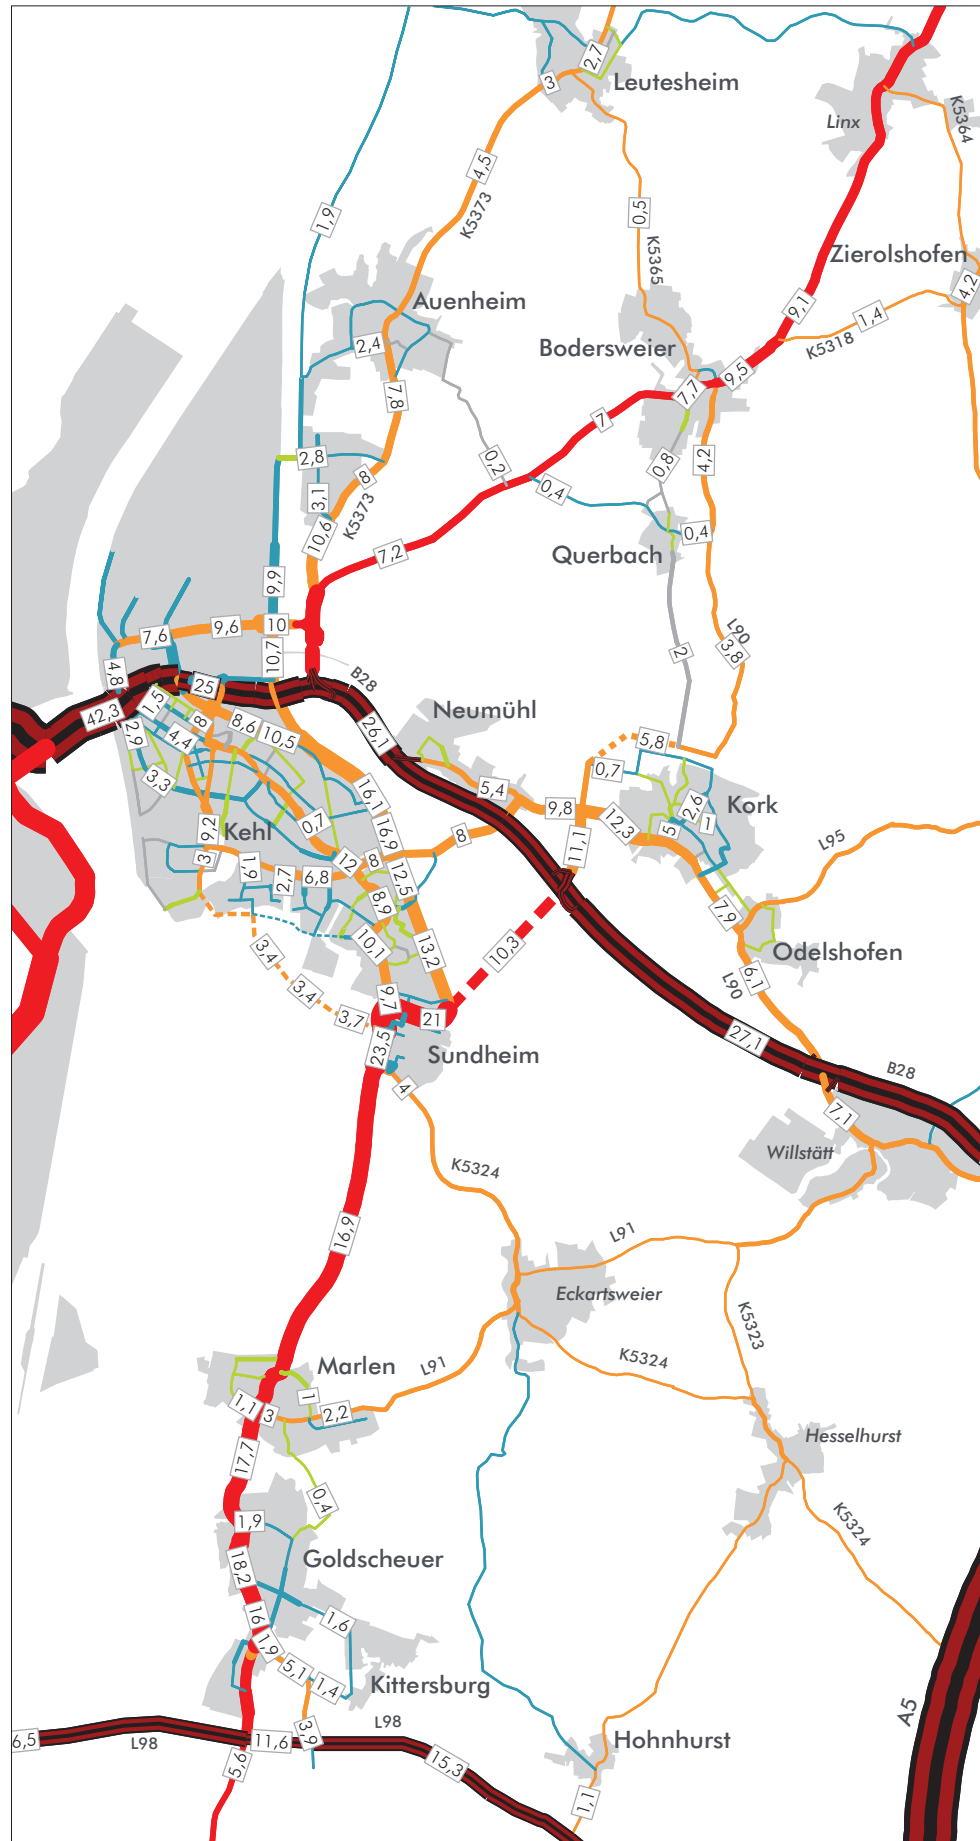 2,7
Leutesheim
3
Linx
K5364
4,5
K5373
1,9
0,5
K5365
Zierolshofen
4,2
9,1
1,4
K5318
Auenheim
2,4
Bodersweier
9,5
7,7
7,8
7
2,8
8
0,2
0,8
4,2
3,1
K5373
0,4
10,6
0,4
7,2
Querbach
9,9
L90
3,8
2
7,6
9,6
10
10,7
4,8
25
B28
42,3
1,5
8
8,6
10,5
26,1
Neumühl
2,9
4,4
5,8
3,3
0,7
5,4
16,1
9,8
12,3
2,6
1
Kork
5
9,2
Kehl
0,7
16,9
8
11,1
L95
3
1,9
2,7
6,8
12
8
12,5
8,9
7,9
10,1
13,2
10,3
Odelshofen
3,4
6,1
L90
3,4
9,7
3,7
21
27,1
23,5
Sundheim
B28
4
7,1
Willstätt
K5324
16,9
L91
Eckartsweier
K5323
K5324
Marlen
L91
1
1,1
3
2,2
Hesselhurst
17,7
0,4
1,9
K5324
Goldscheuer
18,2
16
1,6
1,9
5,1
1,4
Kittersburg
A5
L98
3,9
6,5
L98
11,6
Hohnhurst
5,6
15,3
1,1